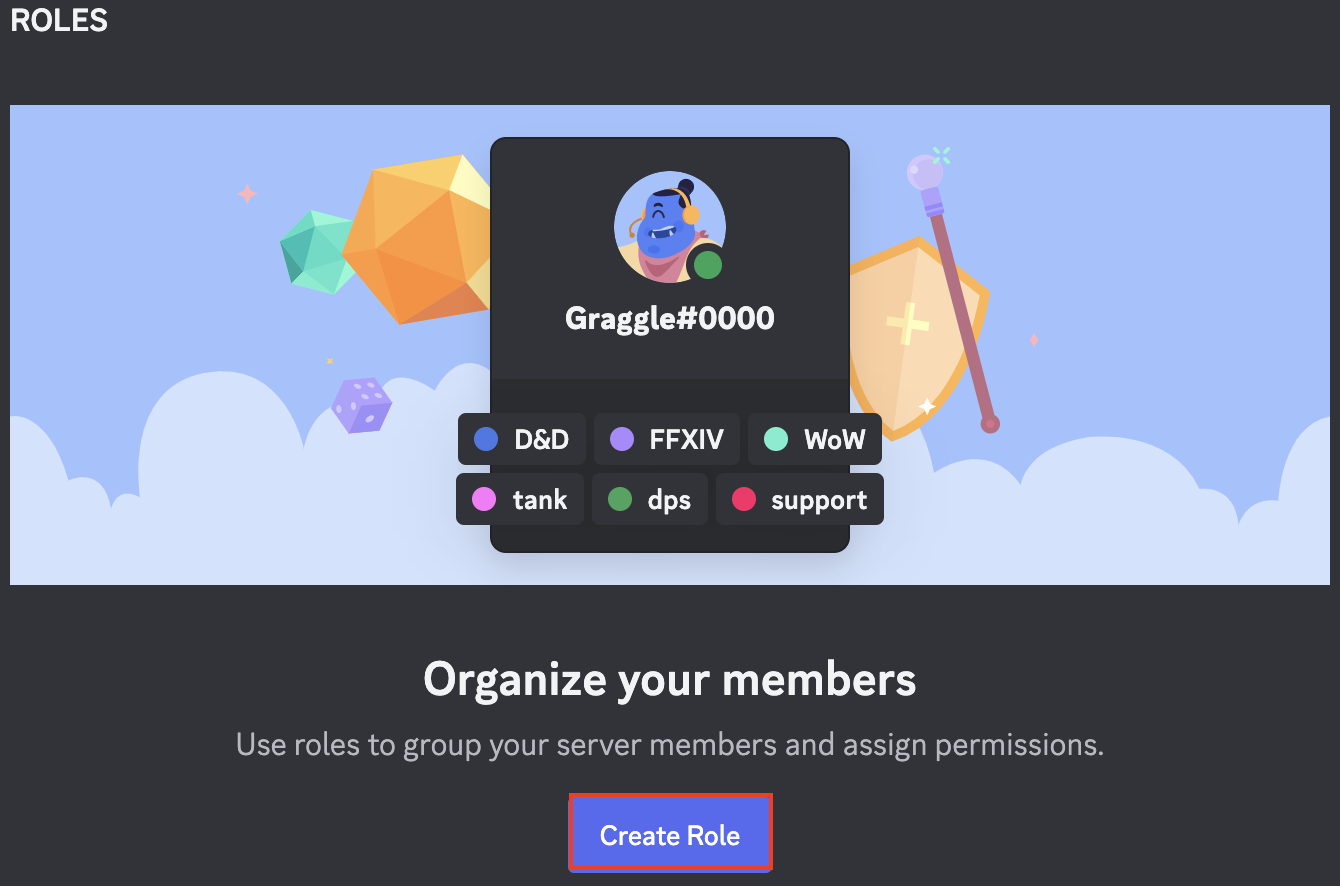 ROLES
Graggle#0000
D&D FFXIV WoW
tank dps support
Organize your members
Use roles to group your server members and assign permissions.
Create Role